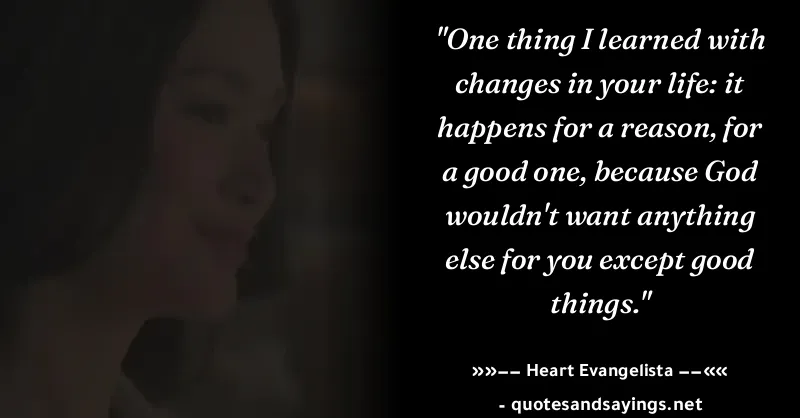 "One thing I learned with
changes in your life: it
happens for a reason, for
a good one, because God
wouldn't want anything
else for you except good
things."
»»–– Heart Evangelista ––««
- quotesandsayings.net